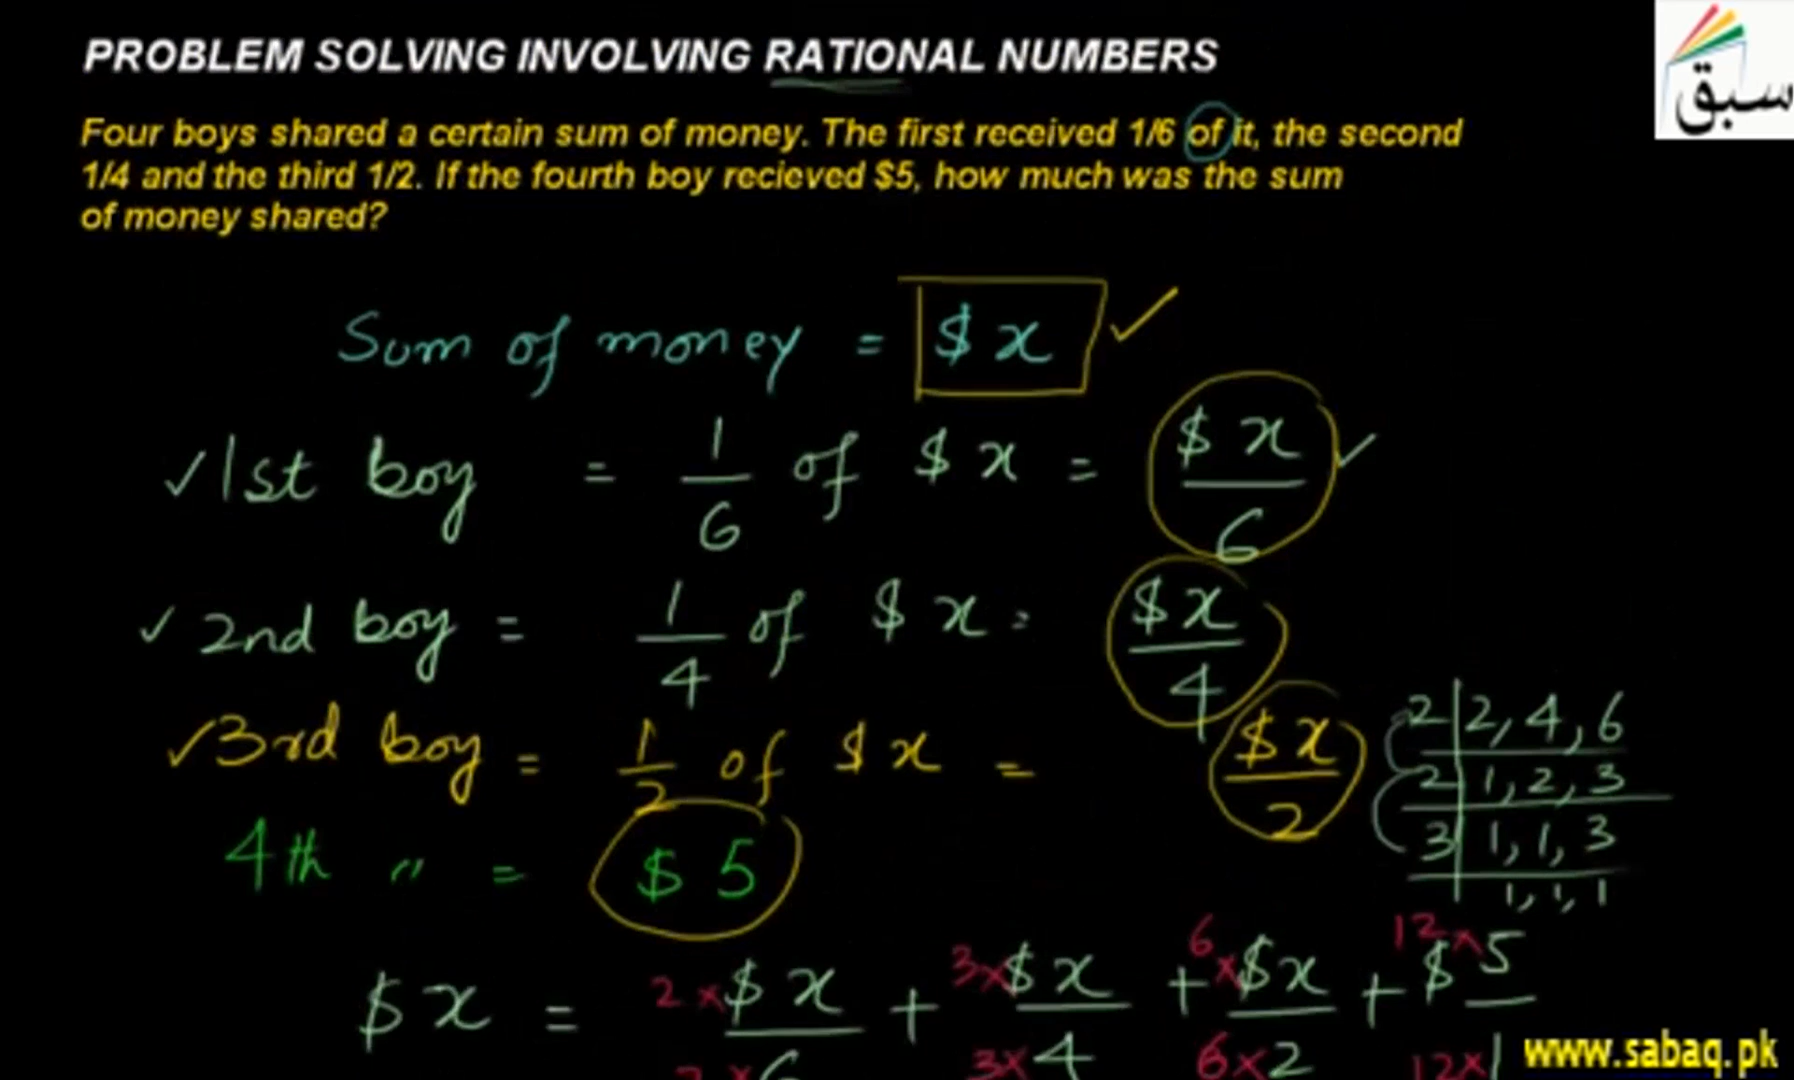 PROBLEM SOLVING INVOLVING RATIONAL NUMBERS
سبق
Four boys shared a certain sum of money. The first received 1/6 of it, the second
1/4 and the third 1/2. If the fourth boy recieved $5, how much was the sum
of money shared?
Sum of money = $ x ✓
✓ 1st boy = 1/6 of $ x = $ x/6 ✓
✓ 2nd boy = 1/4 of $ x = $ x/4
✓ 3rd boy = 1/2 of $ x = $ x/2
4th " = $ 5
2 | 2, 4, 6
2 | 1, 2, 3
3 | 1, 1, 3
1, 1, 1
$ x = 2 × $ x / 6 + 3 × $ x / 3 × 4 + 6 × $ x / 6 × 2 + 12 × $ 5 / 12 × 1
www.sabaq.pk